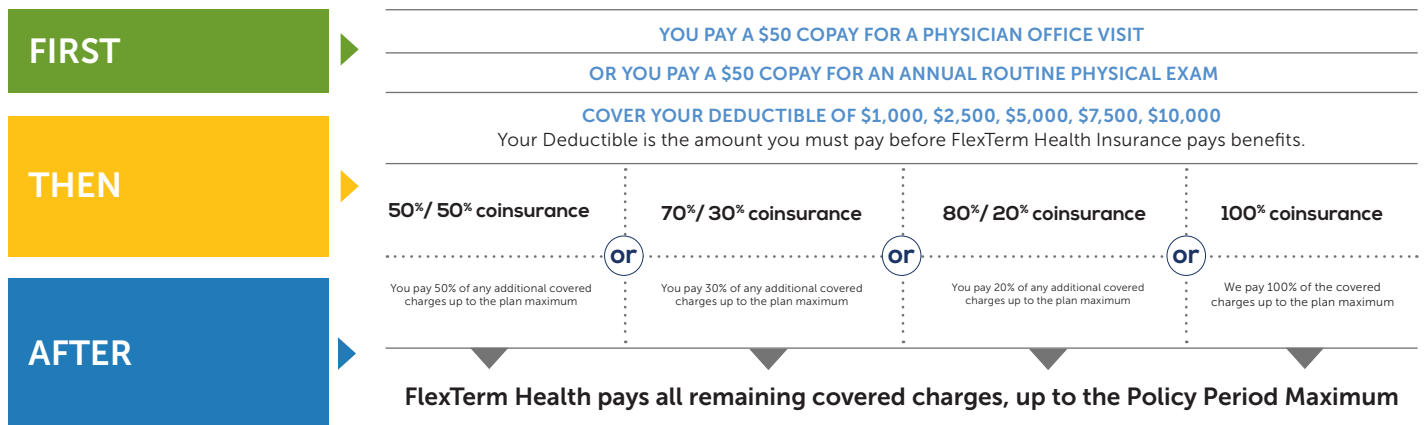 FIRST
YOU PAY A $50 COPAY FOR A PHYSICIAN OFFICE VISIT
OR YOU PAY A $50 COPAY FOR AN ANNUAL ROUTINE PHYSICAL EXAM
THEN
COVER YOUR DEDUCTIBLE OF $1,000, $2,500, $5,000, $7,500, $10,000
Your Deductible is the amount you must pay before FlexTerm Health Insurance pays benefits.
50%/ 50% coinsurance
You pay 50% of any additional covered
charges up to the plan maximum
or
70%/ 30% coinsurance
You pay 30% of any additional covered
charges up to the plan maximum
or
80%/ 20% coinsurance
You pay 20% of any additional covered
charges up to the plan maximum
or
100% coinsurance
We pay 100% of the covered
charges up to the plan maximum
AFTER
FlexTerm Health pays all remaining covered charges, up to the Policy Period Maximum